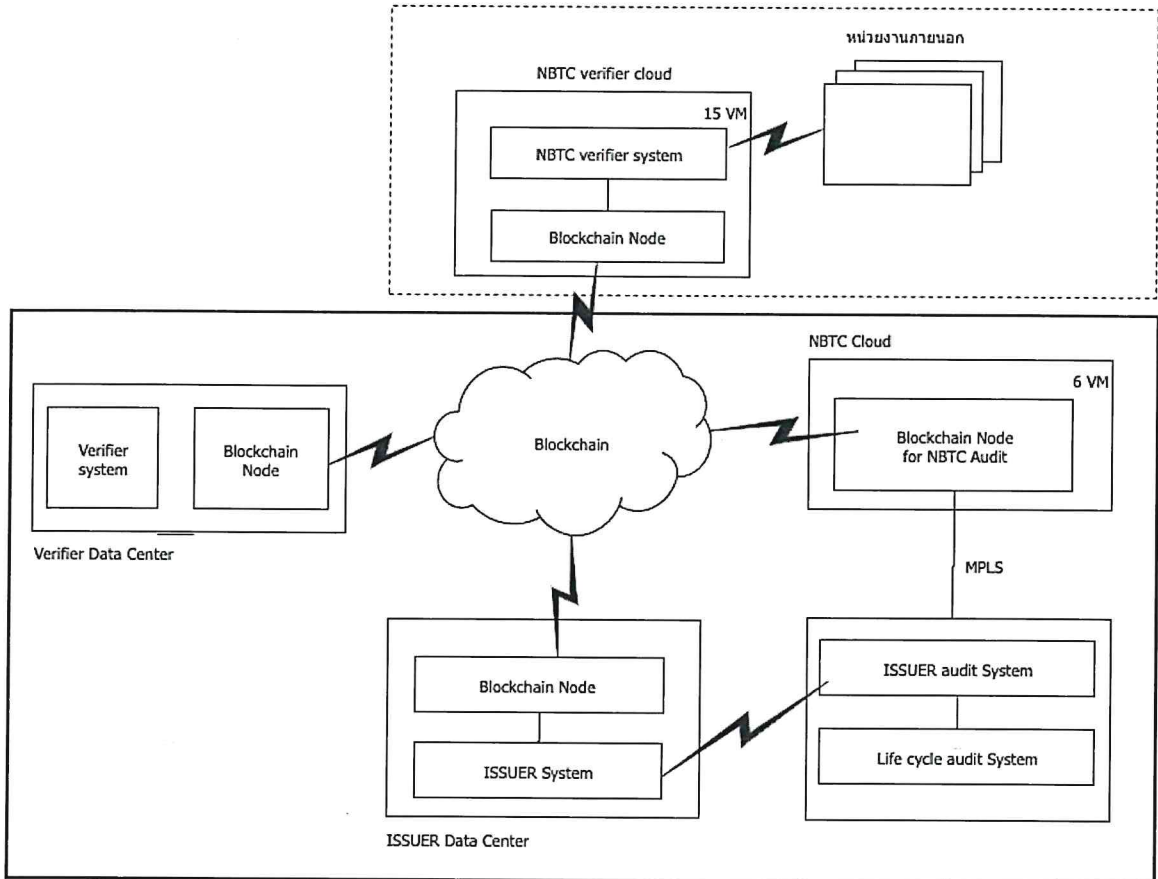 หน่วยงานภายนอก
NBTC verifier cloud
15 VM
NBTC verifier system
Blockchain Node
NBTC Cloud
6 VM
Blockchain Node
for NBTC Audit
Verifier
system
Blockchain
Node
Blockchain
Verifier Data Center
MPLS
Blockchain Node
ISSUER System
ISSUER Data Center
ISSUER audit System
Life cycle audit System